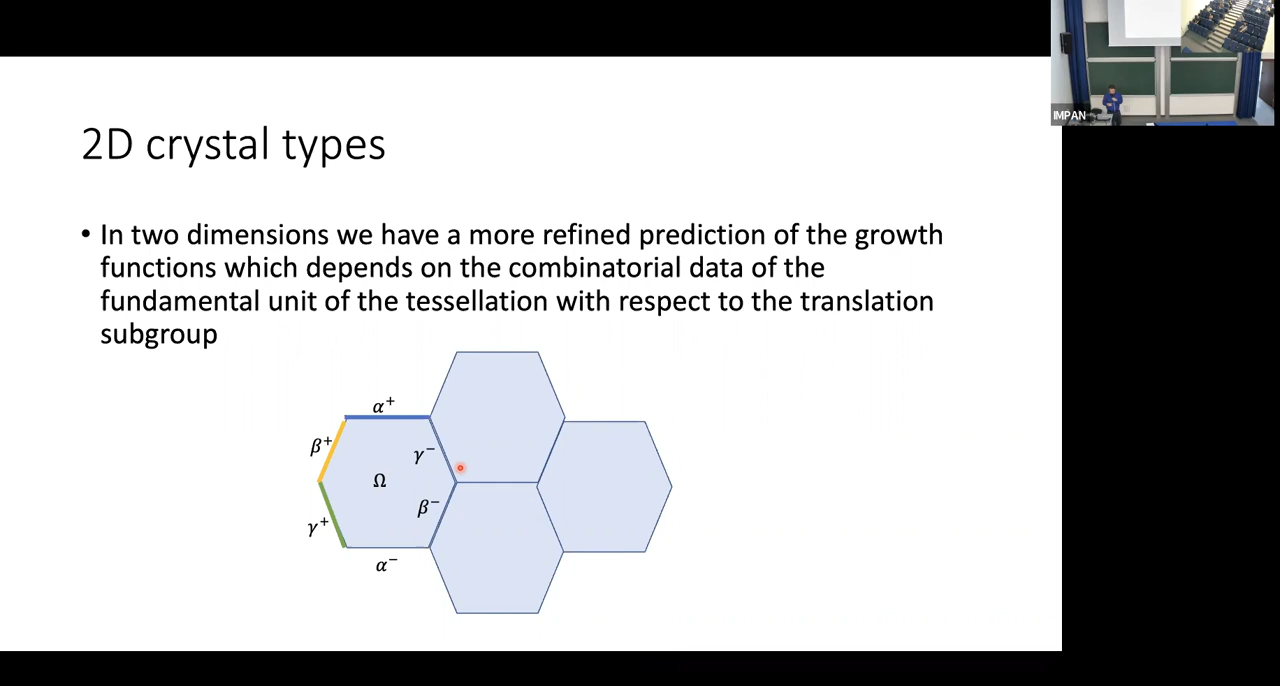 IMPAN
2D crystal types
• In two dimensions we have a more refined prediction of the growth
functions which depends on the combinatorial data of the
fundamental unit of the tessellation with respect to the translation
subgroup
α⁺
β⁺
γ⁻
Ω
β⁻
γ⁺
α⁻